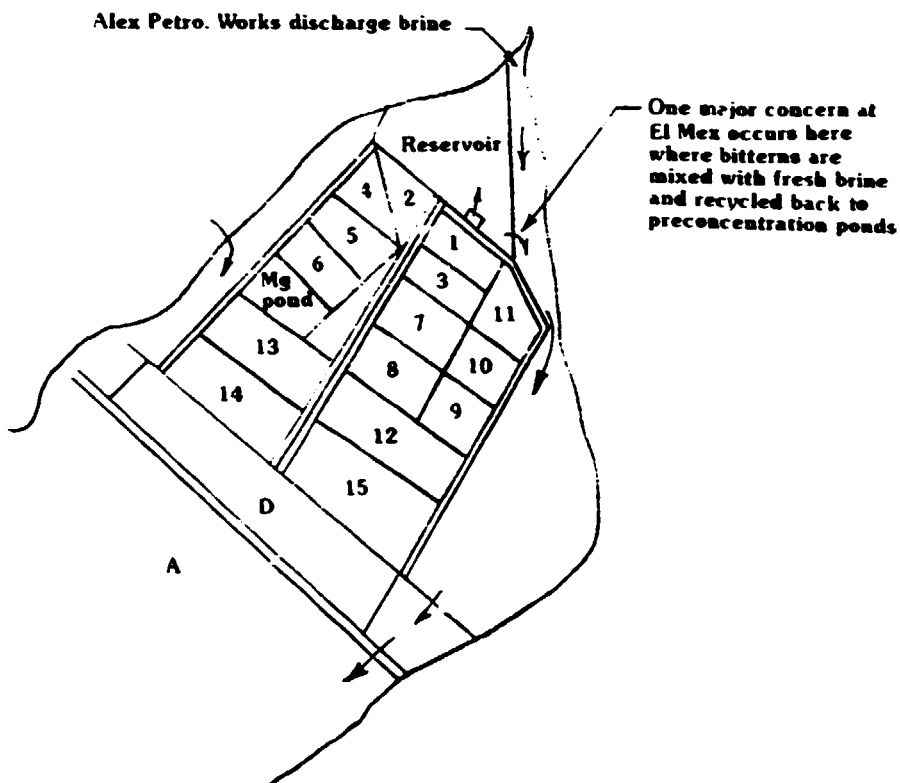 Alex Petro. Works discharge brine
One major concern at
El Mex occurs here
where bitterns are
mixed with fresh brine
and recycled back to
preconcentration ponds
Reservoir
4
2
5
1
6
3
Mg
pond
11
7
13
10
8
14
9
12
15
D
A